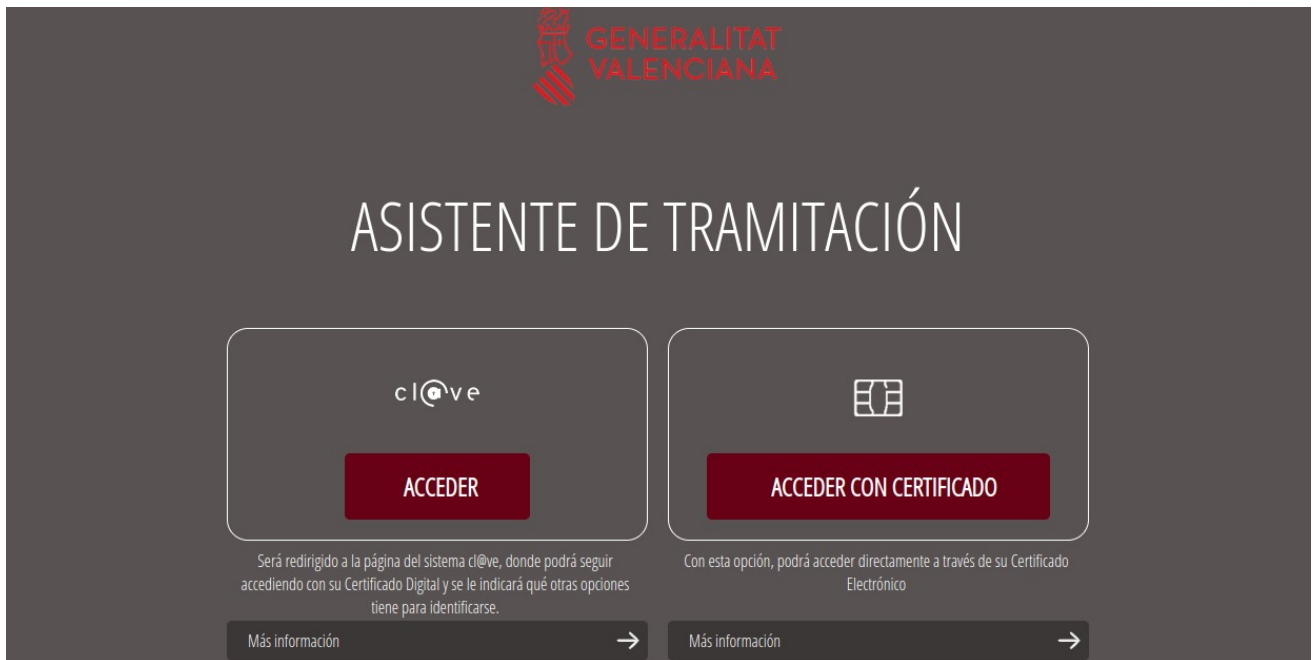 GENERALITAT
VALENCIANA
ASISTENTE DE TRAMITACIÓN
cl@ve
ACCEDER
Será redirigido a la página del sistema cl@ve, donde podrá seguir
accediendo con su Certificado Digital y se le indicará qué otras opciones
tiene para identificarse.
Más información
ACCEDER CON CERTIFICADO
Con esta opción, podrá acceder directamente a través de su Certificado
Electrónico
Más información